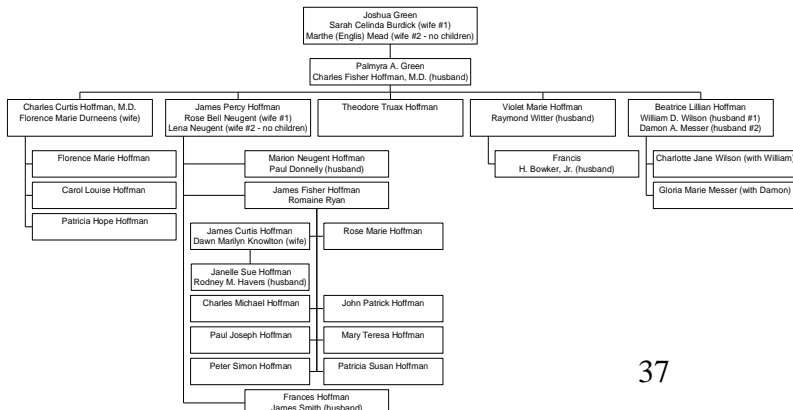 Joshua Green
Sarah Celinda Burdick (wife #1)
Marthe (Englis) Mead (wife #2 - no children)
Palmyra A. Green
Charles Fisher Hoffman, M.D. (husband)
Charles Curtis Hoffman, M.D.
Florence Marie Durneens (wife)
James Percy Hoffman
Rose Bell Neugent (wife #1)
Lena Neugent (wife #2 - no children)
Theodore Truax Hoffman
Violet Marie Hoffman
Raymond Witter (husband)
Beatrice Lillian Hoffman
William D. Wilson (husband #1)
Damon A. Messer (husband #2)
Florence Marie Hoffman
Carol Louise Hoffman
Patricia Hope Hoffman
Marion Neugent Hoffman
Paul Donnelly (husband)
James Fisher Hoffman
Romaine Ryan
Francis
H. Bowker, Jr. (husband)
Charlotte Jane Wilson (with William)
Gloria Marie Messer (with Damon)
James Curtis Hoffman
Dawn Marilyn Knowlton (wife)
Rose Marie Hoffman
Janelle Sue Hoffman
Rodney M. Havers (husband)
Charles Michael Hoffman
John Patrick Hoffman
Paul Joseph Hoffman
Mary Teresa Hoffman
Peter Simon Hoffman
Patricia Susan Hoffman
Frances Hoffman
James Smith (husband)
37